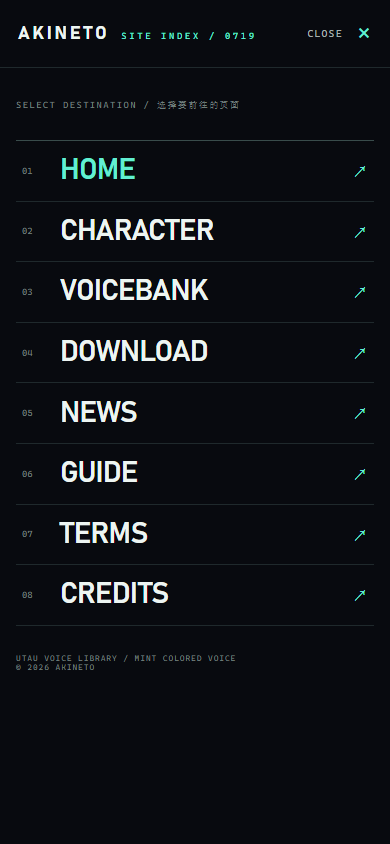 AKINETO SITE INDEX / 0719 CLOSE ×
SELECT DESTINATION / 选择要前往的页面
01 HOME ↗
02 CHARACTER ↗
03 VOICEBANK ↗
04 DOWNLOAD ↗
05 NEWS ↗
06 GUIDE ↗
07 TERMS ↗
08 CREDITS ↗
UTAU VOICE LIBRARY / MINT COLORED VOICE
© 2026 AKINETO